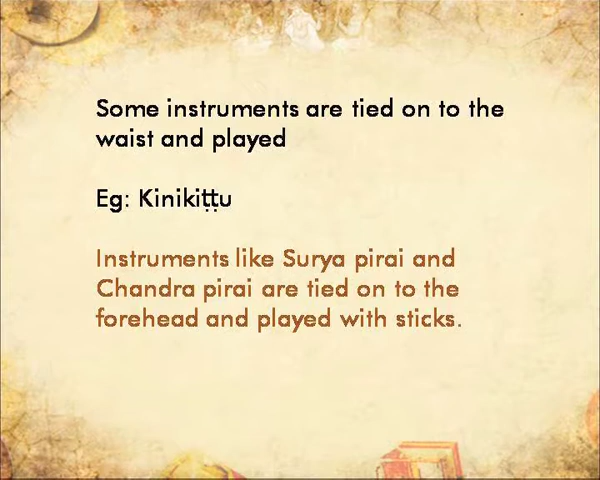 Some instruments are tied on to the
waist and played
Eg: Kinikiṭṭu
Instruments like Surya pirai and
Chandra pirai are tied on to the
forehead and played with sticks.